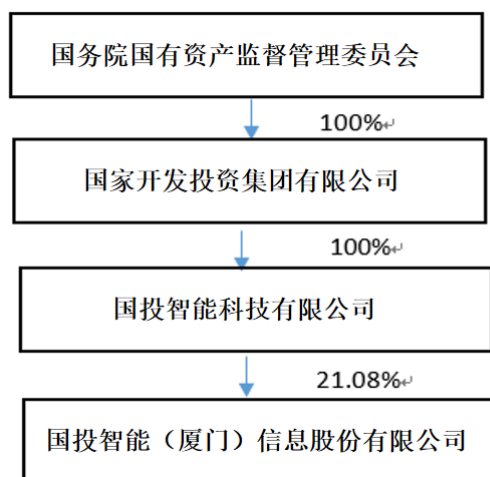 国务院国有资产监督管理委员会
100%↵
国家开发投资集团有限公司
100%↵
国投智能科技有限公司
21.08%↵
国投智能（厦门）信息股份有限公司